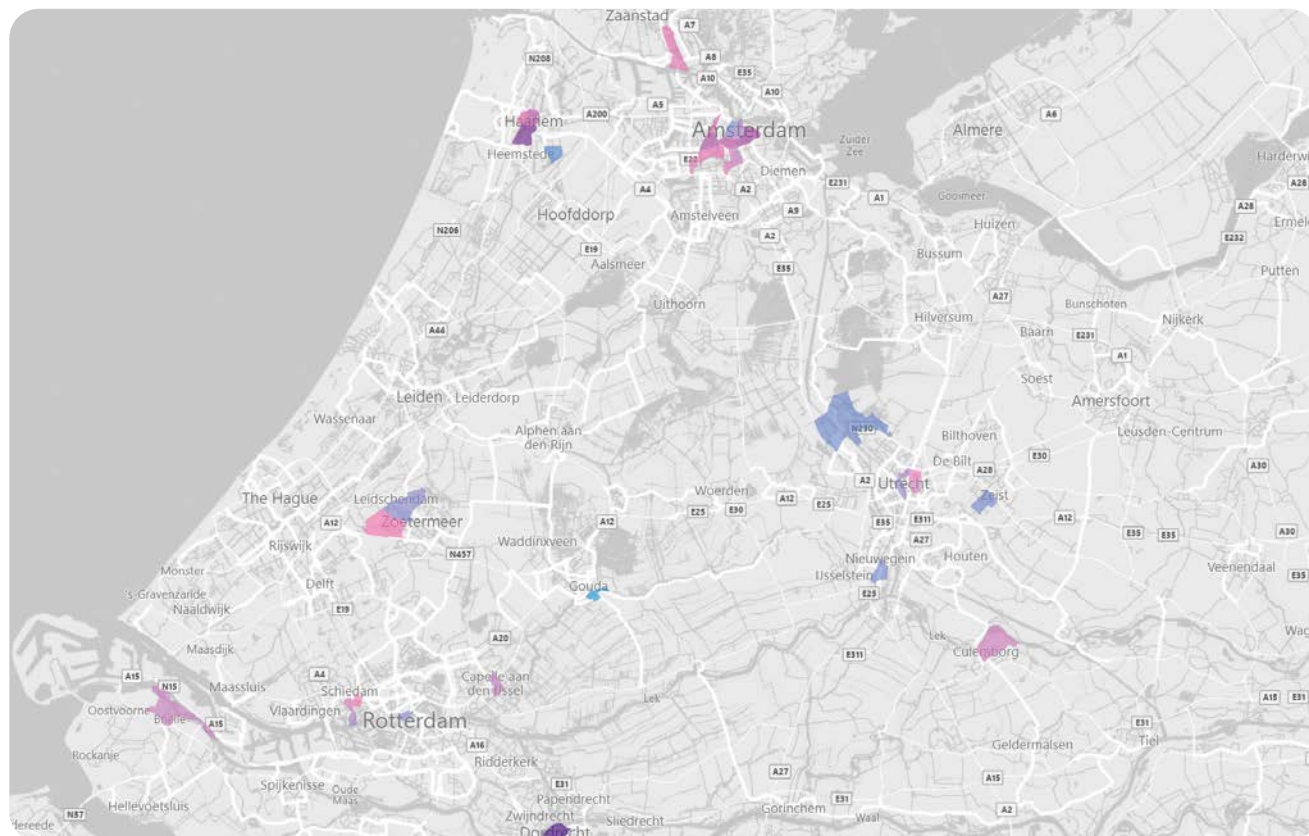 Zaanstad
A7
A8
N208
A10
E35
A10
A200
A5
Haarlem
Amsterdam
Almere
A6
Zuider
Zee
Heemstede
E22
Diemen
A4
A2
E231
A1
Gooimeer
A28
A28
Hoofddorp
Amstelveen
A9
N206
A2
Huizen
E232
E19
Aalsmeer
E35
Bussum
Putten
Uithoorn
A27
Bunschoten
Hilversum
Nijkerk
A44
Baarn
E231
A1
Soest
Leiden
Leiderdorp
Amersfoort
Wassenaar
Alphen aan
den Rijn
N230
Bilthoven
Leusden-Centrum
De Bilt
E30
A28
A30
The Hague
Leidschendam
Woerden
A12
E25
A2
Utrecht
Zeist
Zoetermeer
A12
A12
E25
E30
E35
E311
A12
Rijswijk
N457
Waddinxveen
A27
E35
E35
A30
Monster
Delft
Nieuwegein
Houten
Veenendaal
E35
's-Gravenzande
Naaldwijk
Gouda
IJsselstein
E25
E19
A20
Lek
Maasdijk
Culemborg
E311
A15
A4
Capelle aan
den IJssel
N15
Maassluis
Schiedam
Lek
A15
E31
Oostvoorne
Brielle
A15
Vlaardingen
Rotterdam
E31
Rockanje
A16
Ridderkerk
Geldermalsen
Tiel
Spijkenisse
Oude
Maas
E31
A27
A15
Hellevoetsluis
Papendrecht
Gorinchem
E31
Waal
A2
N57
Zwijndrecht
Sliedrecht
Dordrecht